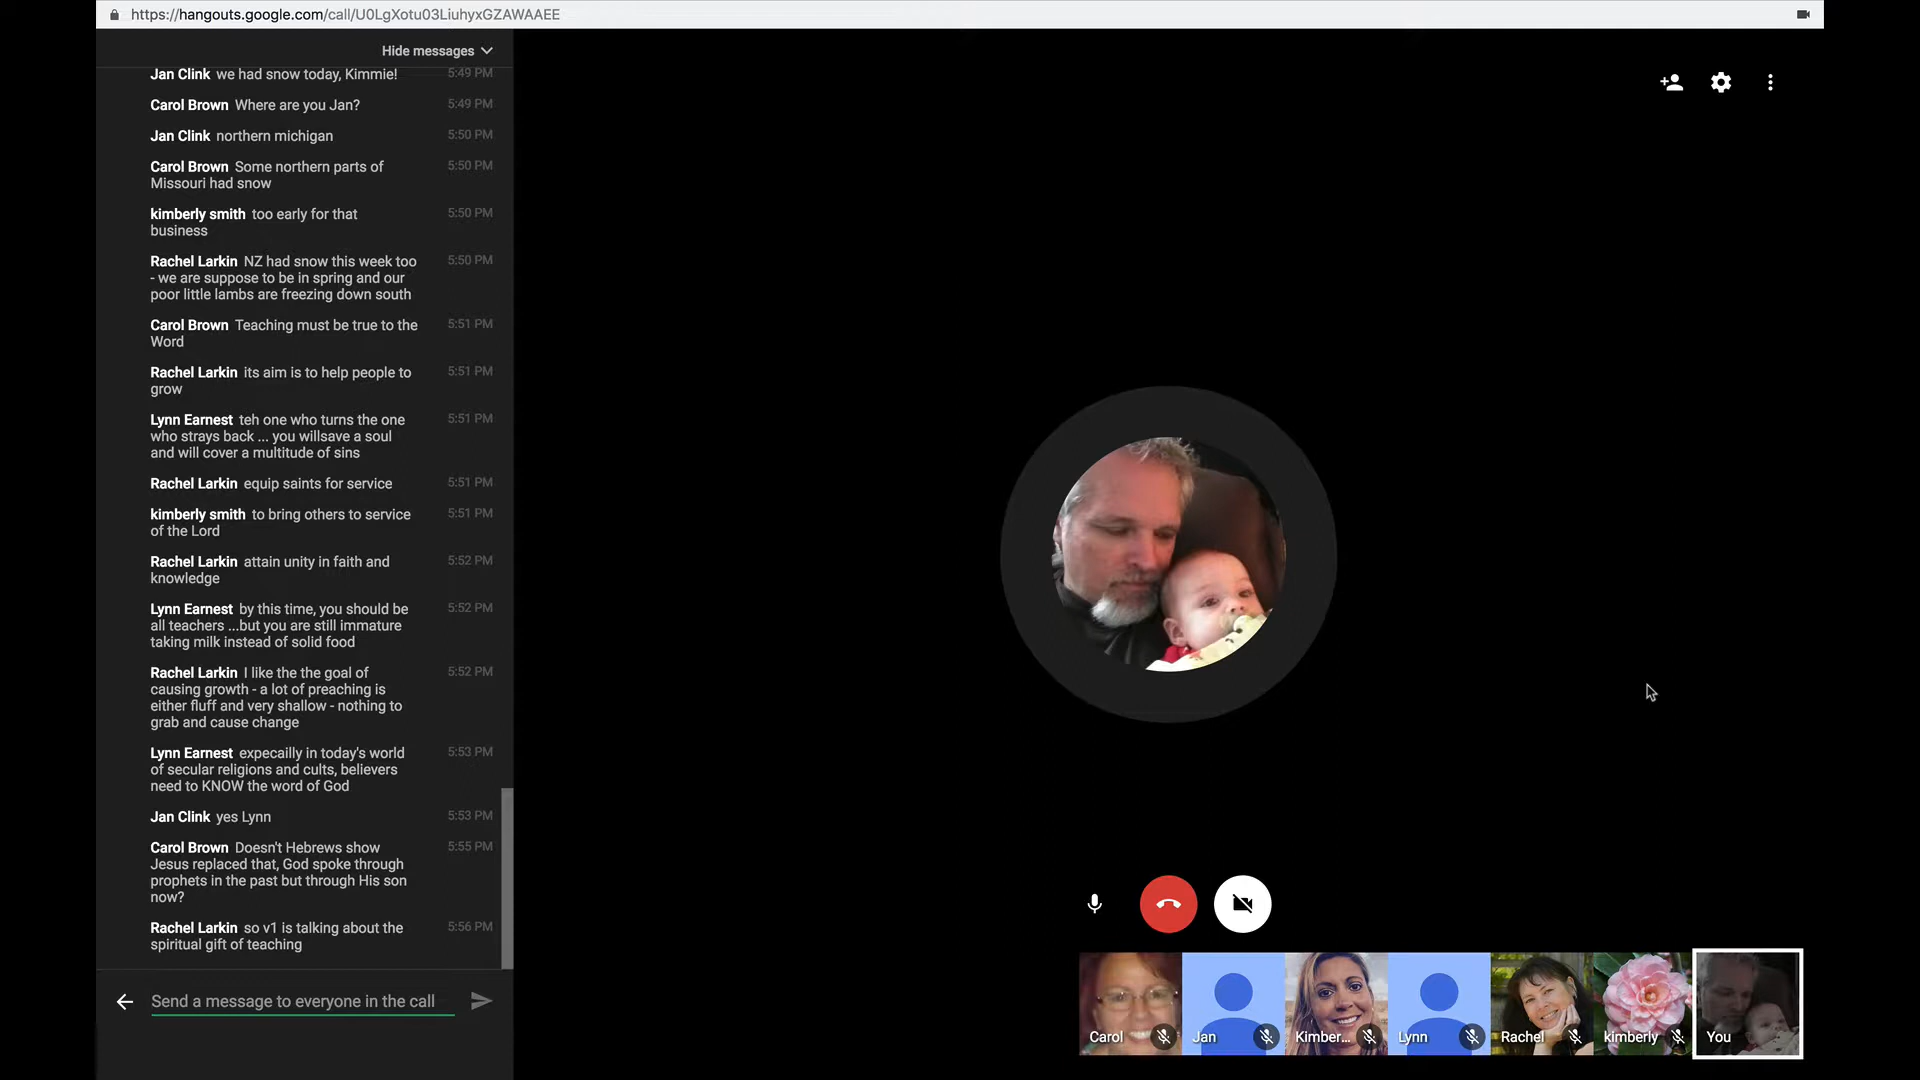 https://hangouts.google.com/call/U0LgXotu03LiuhyxGZAWAAEE
Hide messages
Jan Clink we had snow today, Kimmie! 5:49 PM
Carol Brown Where are you Jan? 5:49 PM
Jan Clink northern michigan 5:50 PM
Carol Brown Some northern parts of 5:50 PM
Missouri had snow
kimberly smith too early for that 5:50 PM
business
Rachel Larkin NZ had snow this week too 5:50 PM
- we are suppose to be in spring and our
poor little lambs are freezing down south
Carol Brown Teaching must be true to the 5:51 PM
Word
Rachel Larkin its aim is to help people to 5:51 PM
grow
Lynn Earnest teh one who turns the one 5:51 PM
who strays back ... you willsave a soul
and will cover a multitude of sins
Rachel Larkin equip saints for service 5:51 PM
kimberly smith to bring others to service 5:51 PM
of the Lord
Rachel Larkin attain unity in faith and 5:52 PM
knowledge
Lynn Earnest by this time, you should be 5:52 PM
all teachers ...but you are still immature
taking milk instead of solid food
Rachel Larkin I like the the goal of 5:52 PM
causing growth - a lot of preaching is
either fluff and very shallow - nothing to
grab and cause change
Lynn Earnest expecailly in today's world 5:53 PM
of secular religions and cults, believers
need to KNOW the word of God
Jan Clink yes Lynn 5:53 PM
Carol Brown Doesn't Hebrews show 5:55 PM
Jesus replaced that, God spoke through
prophets in the past but through His son
now?
Rachel Larkin so v1 is talking about the 5:56 PM
spiritual gift of teaching
Send a message to everyone in the call
Carol Jan Kimber... Lynn Rachel kimberly You